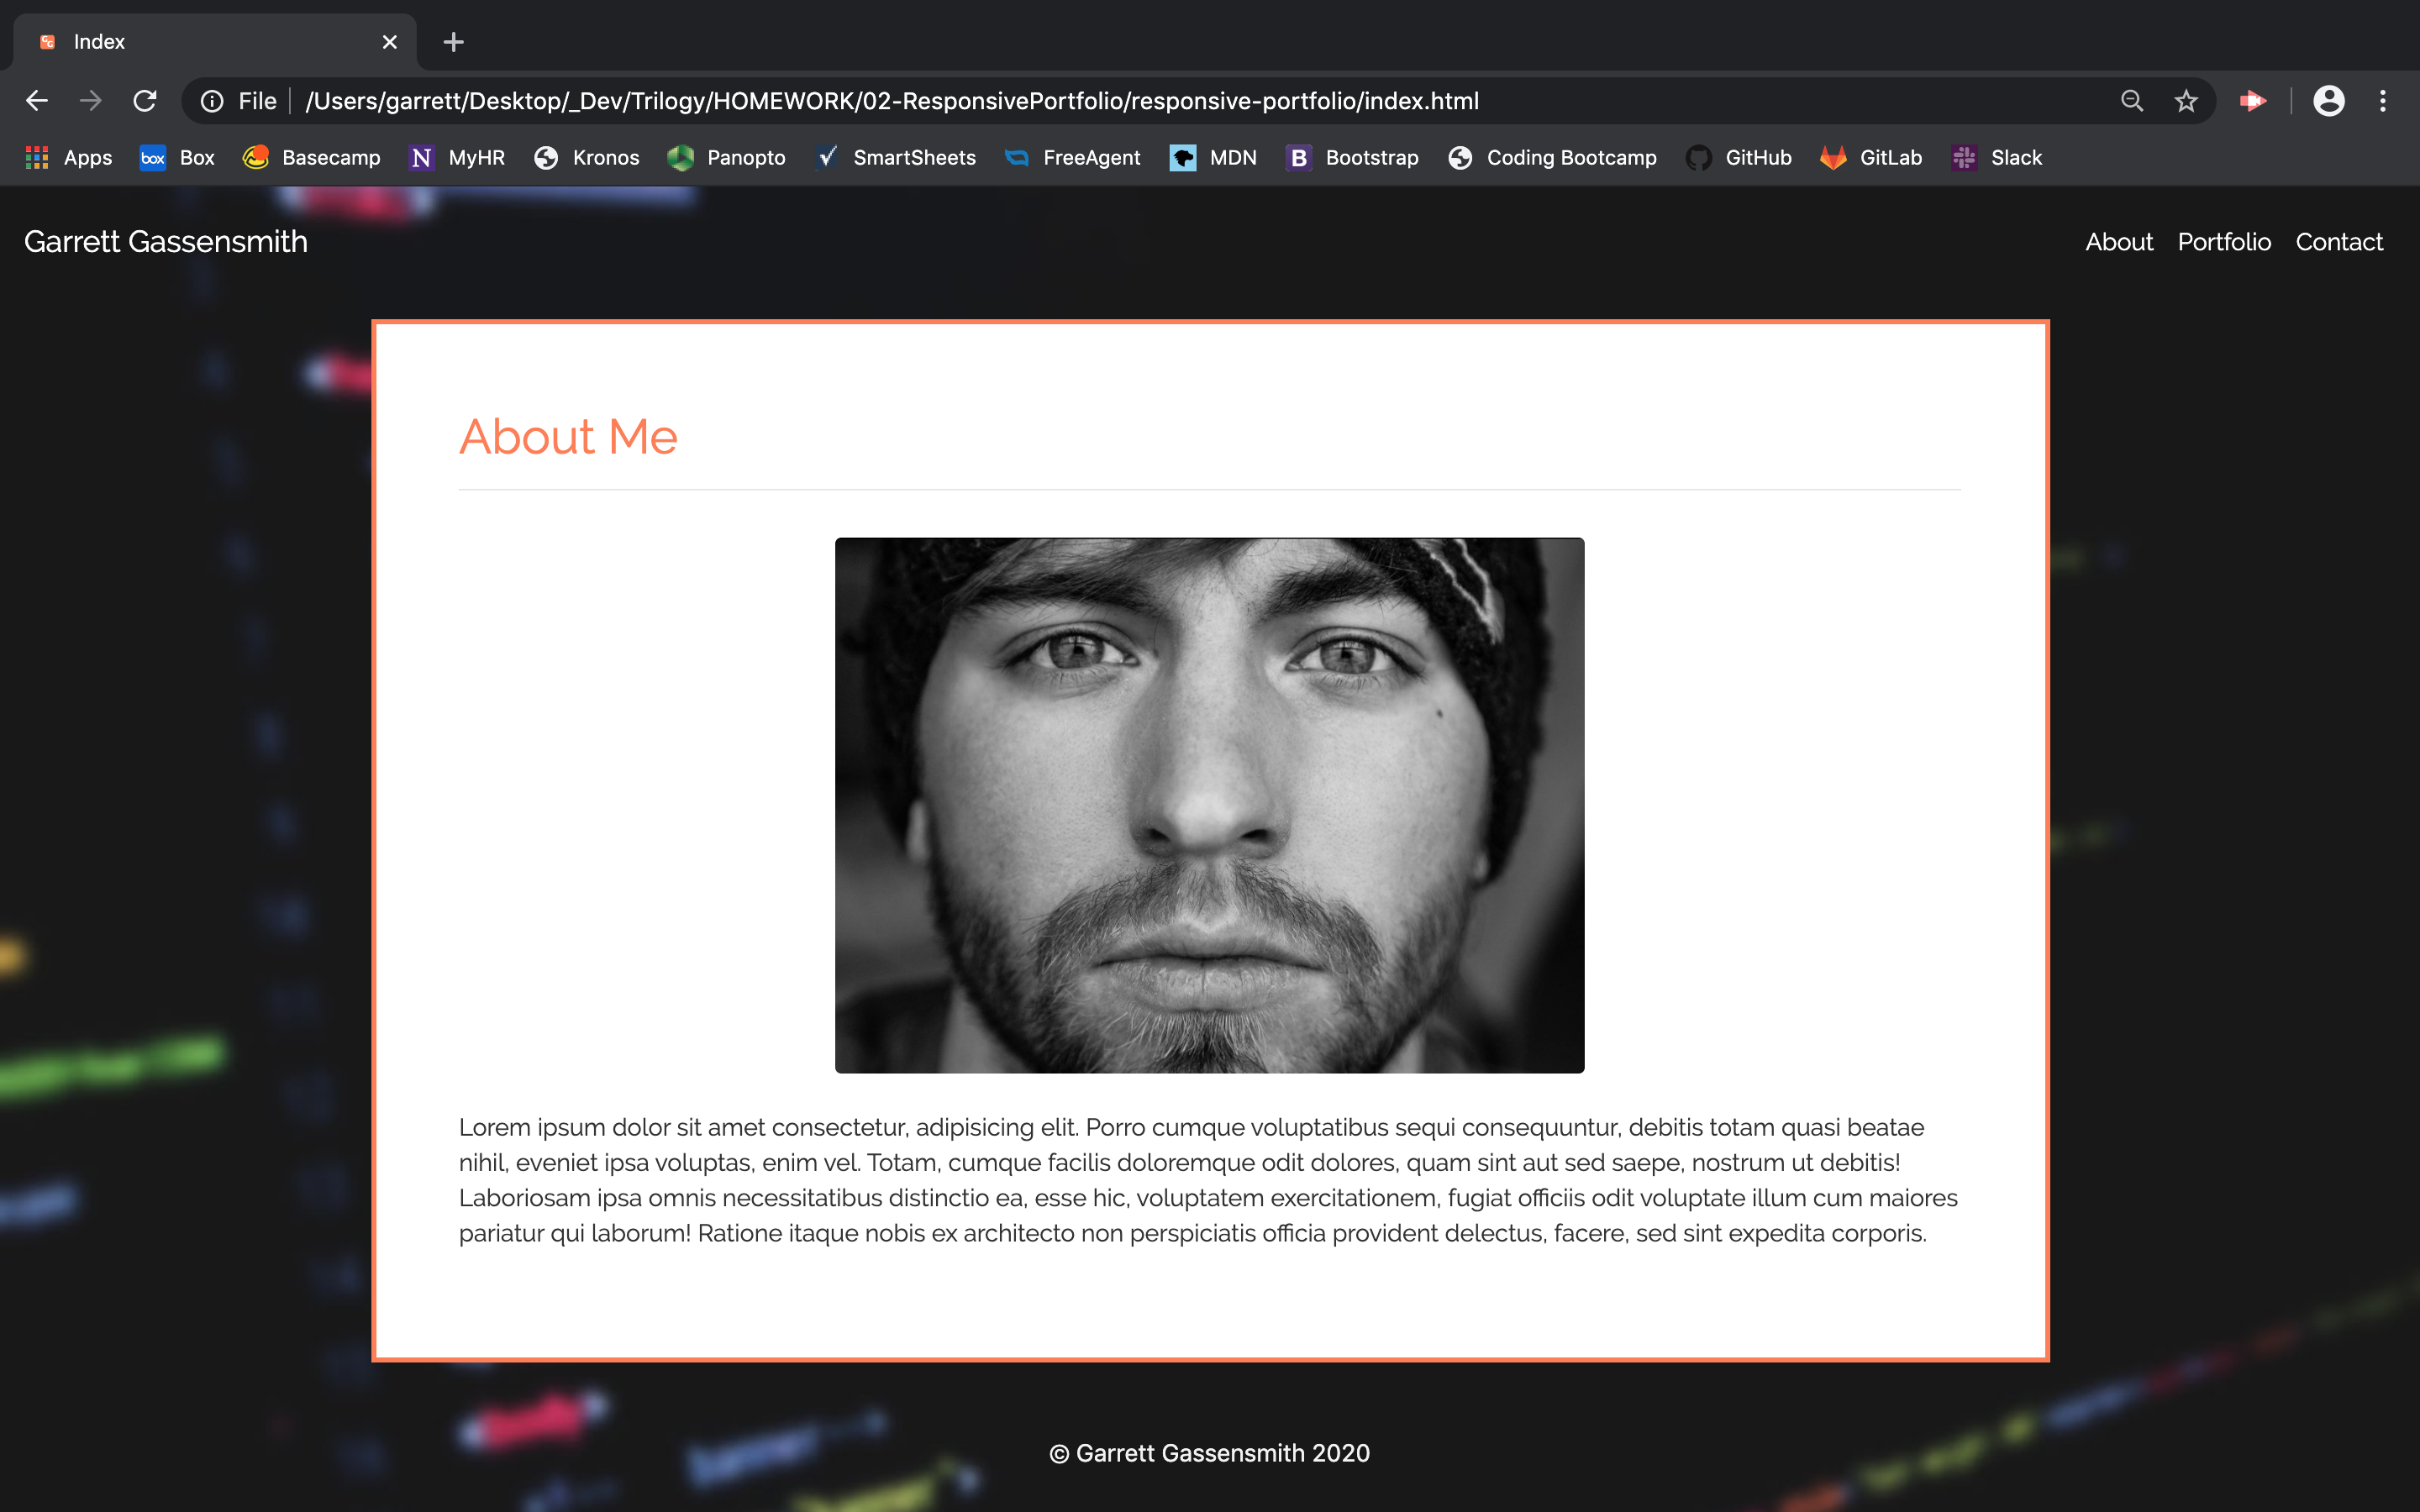 Index
File /Users/garrett/Desktop/_Dev/Trilogy/HOMEWORK/02-ResponsivePortfolio/responsive-portfolio/index.html
Apps box Box Basecamp N MyHR Kronos Panopto SmartSheets FreeAgent MDN B Bootstrap Coding Bootcamp GitHub GitLab Slack
Garrett Gassensmith About Portfolio Contact
About Me
Lorem ipsum dolor sit amet consectetur, adipisicing elit. Porro cumque voluptatibus sequi consequuntur, debitis totam quasi beatae
nihil, eveniet ipsa voluptas, enim vel. Totam, cumque facilis doloremque odit dolores, quam sint aut sed saepe, nostrum ut debitis!
Laboriosam ipsa omnis necessitatibus distinctio ea, esse hic, voluptatem exercitationem, fugiat officiis odit voluptate illum cum maiores
pariatur qui laborum! Ratione itaque nobis ex architecto non perspiciatis officia provident delectus, facere, sed sint expedita corporis.
© Garrett Gassensmith 2020